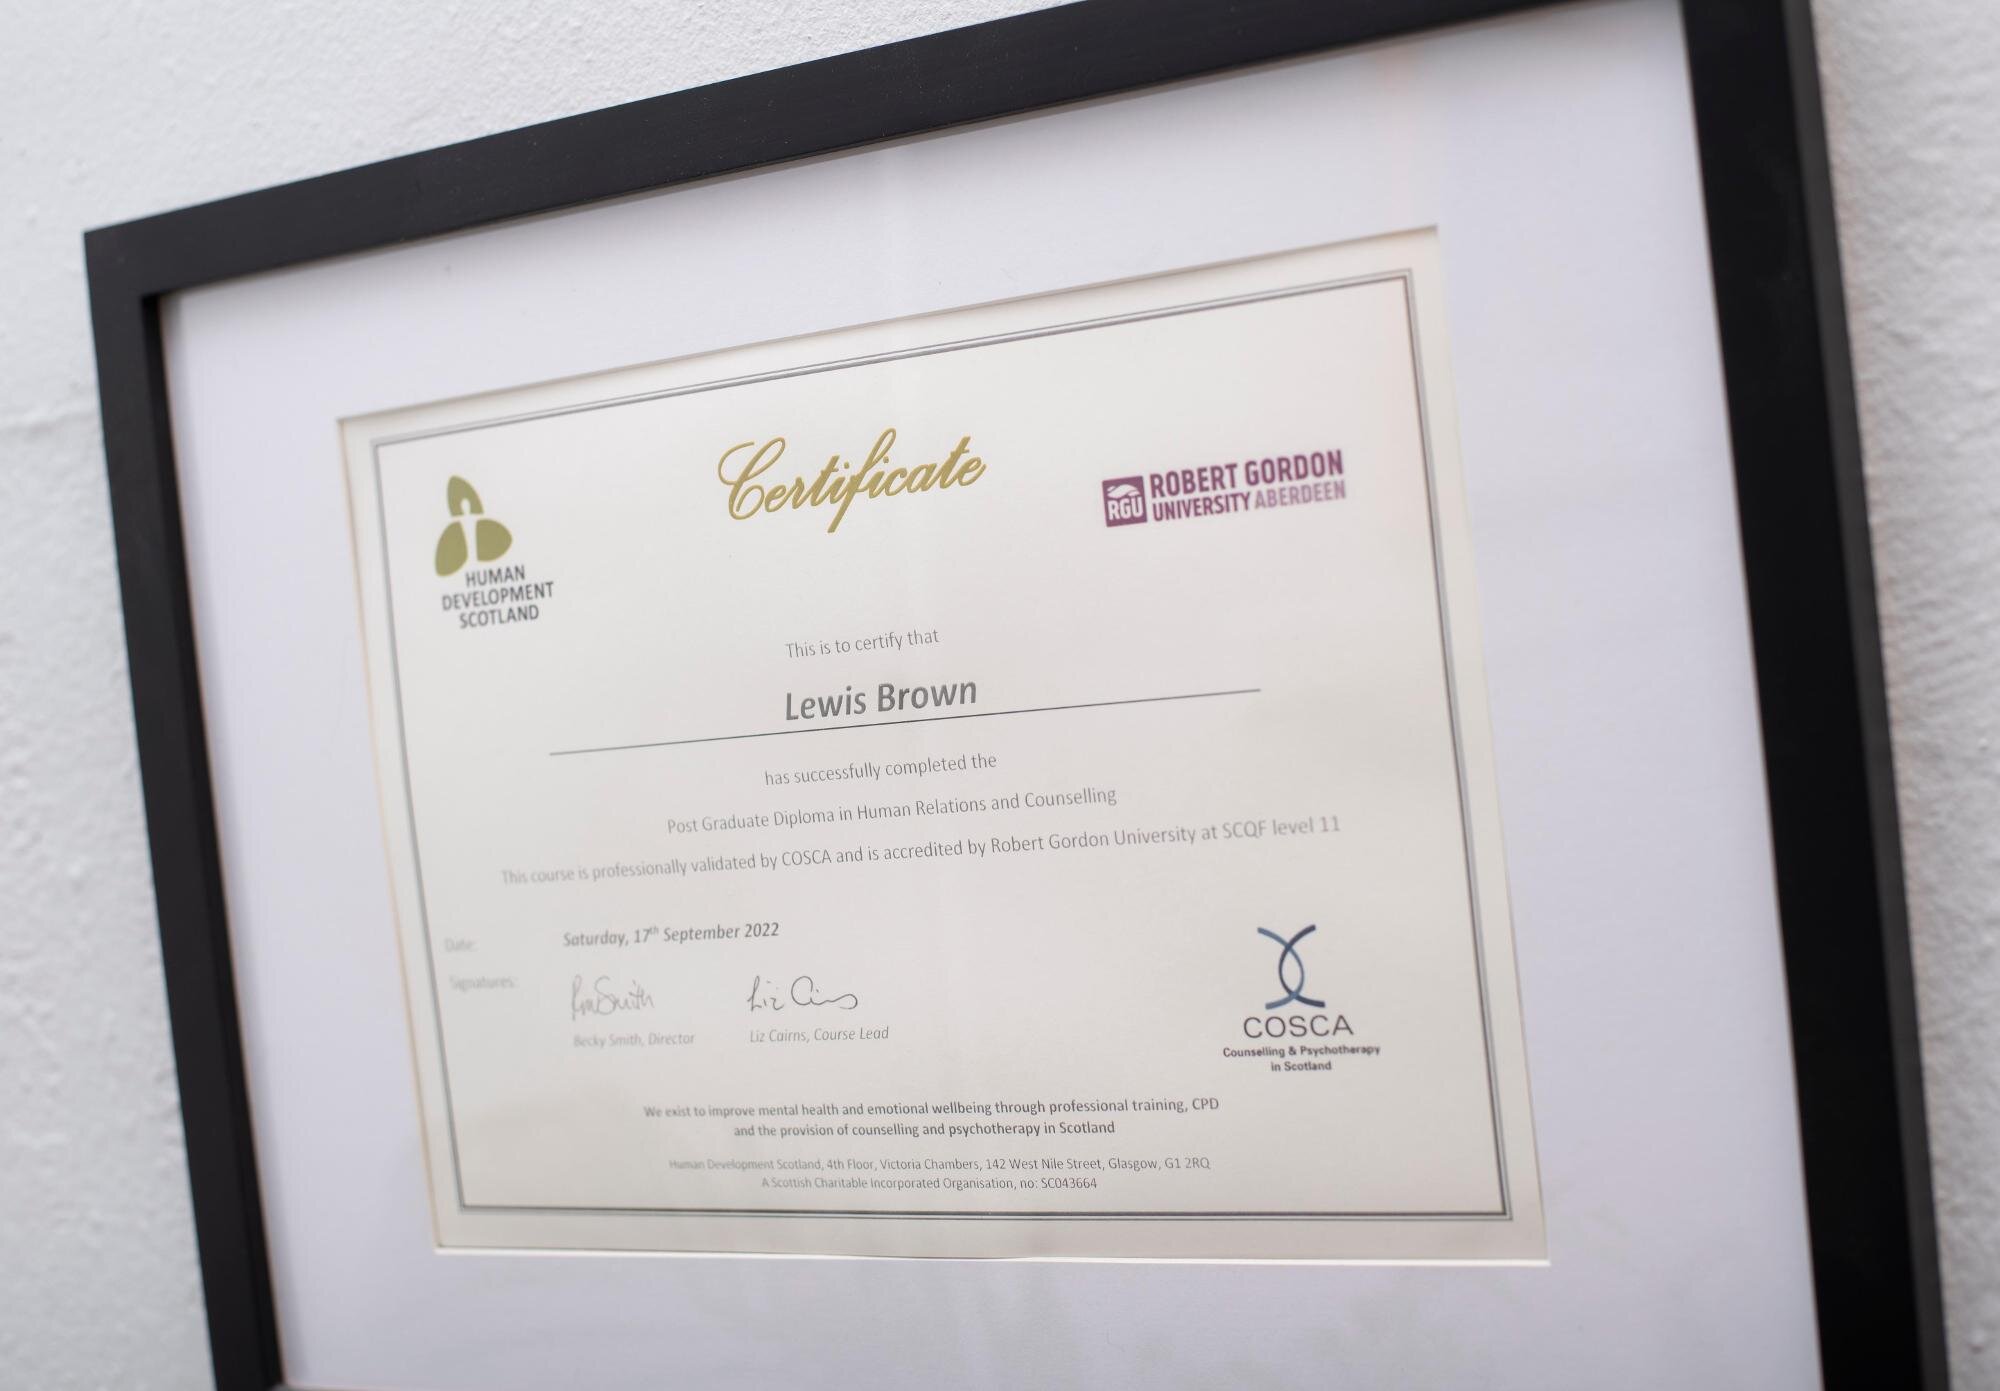 Certificate
HUMAN
DEVELOPMENT
SCOTLAND
RGU
ROBERT GORDON
UNIVERSITY ABERDEEN
This is to certify that
Lewis Brown
has successfully completed the
Post Graduate Diploma in Human Relations and Counselling
This course is professionally validated by COSCA and is accredited by Robert Gordon University at SCQF level 11
Date: Saturday, 17th September 2022
Signatures:
Smith
Liz Cairns
Becky Smith, Director
Liz Cairns, Course Lead
COSCA
Counselling & Psychotherapy
in Scotland
We exist to improve mental health and emotional wellbeing through professional training, CPD
and the provision of counselling and psychotherapy in Scotland
Human Development Scotland, 4th Floor, Victoria Chambers, 142 West Nile Street, Glasgow, G1 2RQ
A Scottish Charitable Incorporated Organisation, no: SC043664